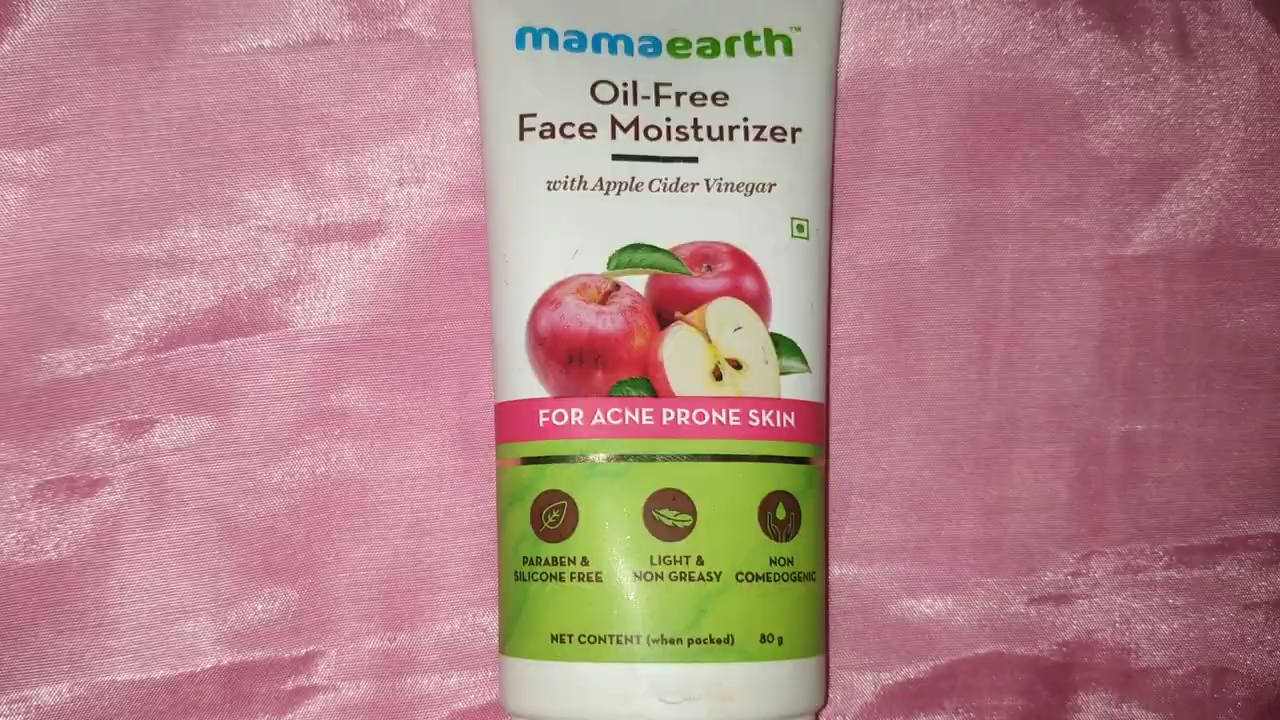 mamaearth™
Oil-Free
Face Moisturizer
with Apple Cider Vinegar
FOR ACNE PRONE SKIN
PARABEN &
SILICONE FREE
LIGHT &
NON GREASY
NON
COMEDOGENIC
NET CONTENT (when packed) 80 g